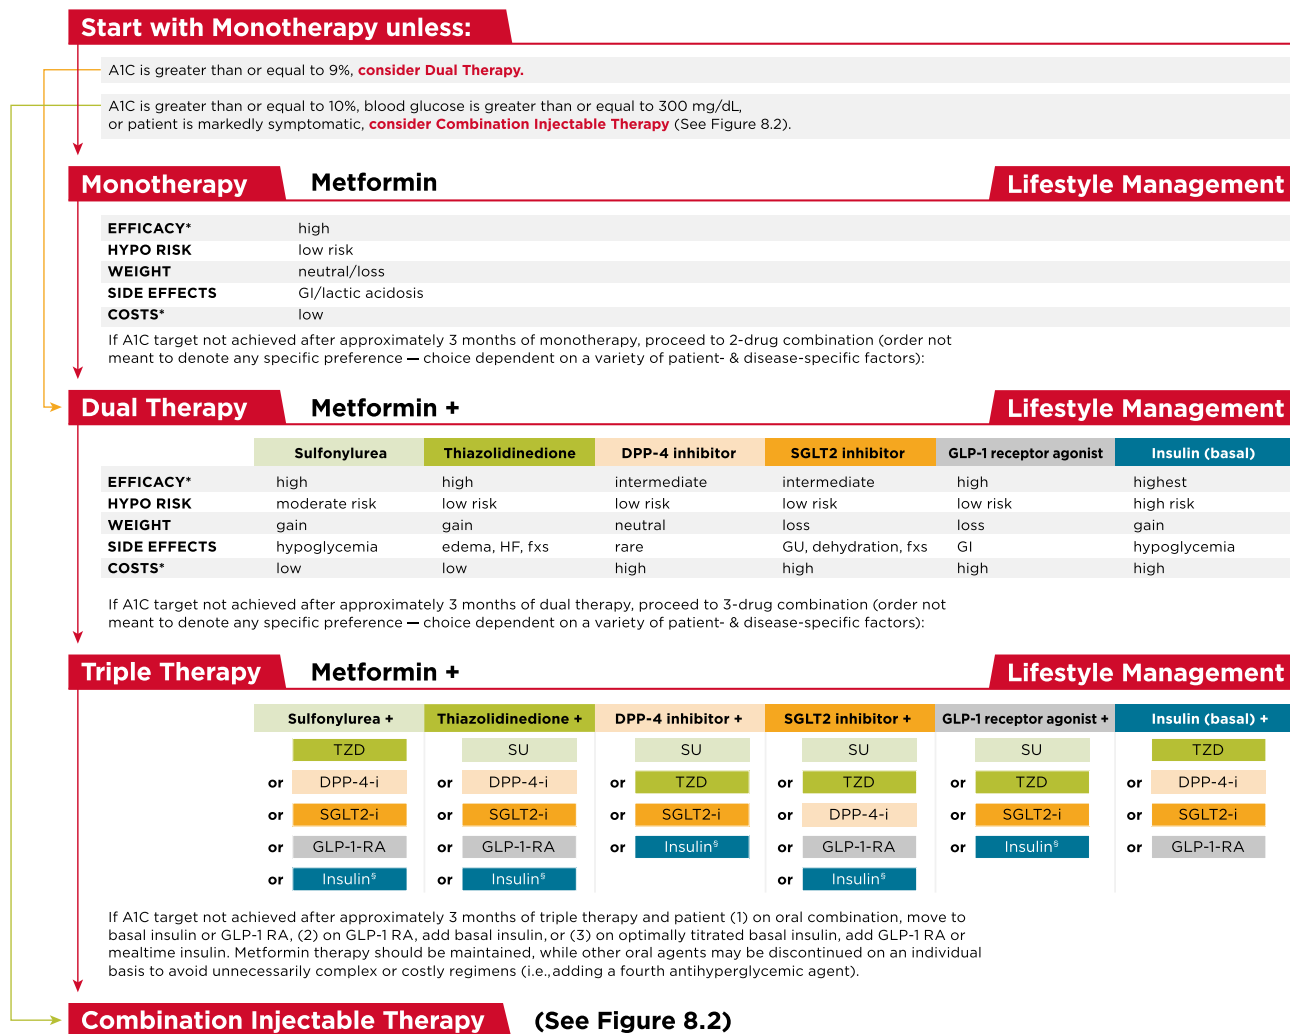 Start with Monotherapy unless:
A1C is greater than or equal to 9%, consider Dual Therapy.
A1C is greater than or equal to 10%, blood glucose is greater than or equal to 300 mg/dL,
or patient is markedly symptomatic, consider Combination Injectable Therapy (See Figure 8.2).
Monotherapy Metformin Lifestyle Management
EFFICACY* high
HYPO RISK low risk
WEIGHT neutral/loss
SIDE EFFECTS GI/lactic acidosis
COSTS* low
If A1C target not achieved after approximately 3 months of monotherapy, proceed to 2-drug combination (order not
meant to denote any specific preference — choice dependent on a variety of patient- & disease-specific factors):
Dual Therapy Metformin + Lifestyle Management
Sulfonylurea Thiazolidinedione DPP-4 inhibitor SGLT2 inhibitor GLP-1 receptor agonist Insulin (basal)
EFFICACY* high high intermediate intermediate high highest
HYPO RISK moderate risk low risk low risk low risk low risk high risk
WEIGHT gain gain neutral loss loss gain
SIDE EFFECTS hypoglycemia edema, HF, fxs rare GU, dehydration, fxs GI hypoglycemia
COSTS* low low high high high high
If A1C target not achieved after approximately 3 months of dual therapy, proceed to 3-drug combination (order not
meant to denote any specific preference — choice dependent on a variety of patient- & disease-specific factors):
Triple Therapy Metformin + Lifestyle Management
Sulfonylurea + Thiazolidinedione + DPP-4 inhibitor + SGLT2 inhibitor + GLP-1 receptor agonist + Insulin (basal) +
TZD SU SU SU SU TZD
or DPP-4-i or DPP-4-i or TZD or TZD or TZD or DPP-4-i
or SGLT2-i or SGLT2-i or SGLT2-i or DPP-4-i or SGLT2-i or SGLT2-i
or GLP-1-RA or GLP-1-RA or Insulin§ or GLP-1-RA or Insulin§ or GLP-1-RA
or Insulin§ or Insulin§ or Insulin§
If A1C target not achieved after approximately 3 months of triple therapy and patient (1) on oral combination, move to
basal insulin or GLP-1 RA, (2) on GLP-1 RA, add basal insulin, or (3) on optimally titrated basal insulin, add GLP-1 RA or
mealtime insulin. Metformin therapy should be maintained, while other oral agents may be discontinued on an individual
basis to avoid unnecessarily complex or costly regimens (i.e., adding a fourth antihyperglycemic agent).
Combination Injectable Therapy (See Figure 8.2)